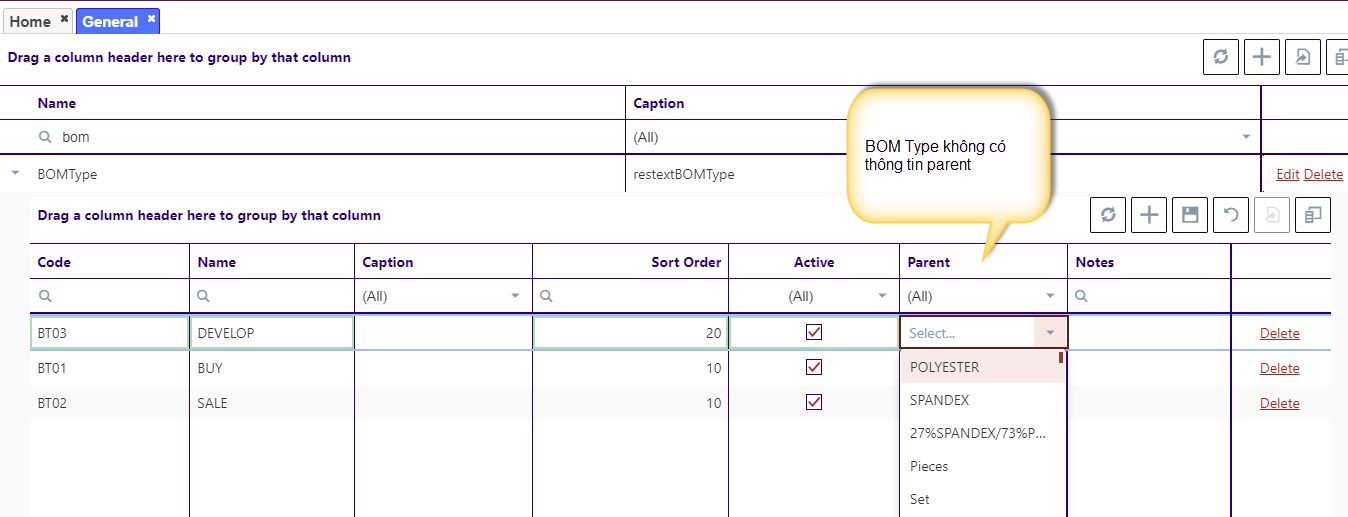 Home
General
Drag a column header here to group by that column
Name Caption
bom (All)
BOM Type không có
thông tin parent
BOMType restextBOMType Edit Delete
Drag a column header here to group by that column
Code Name Caption Sort Order Active Parent Notes
(All) (All) (All)
BT03 DEVELOP 20 Select... Delete
BT01 BUY 10 Delete
BT02 SALE 10 Delete
POLYESTER
SPANDEX
27%SPANDEX/73%P...
Pieces
Set